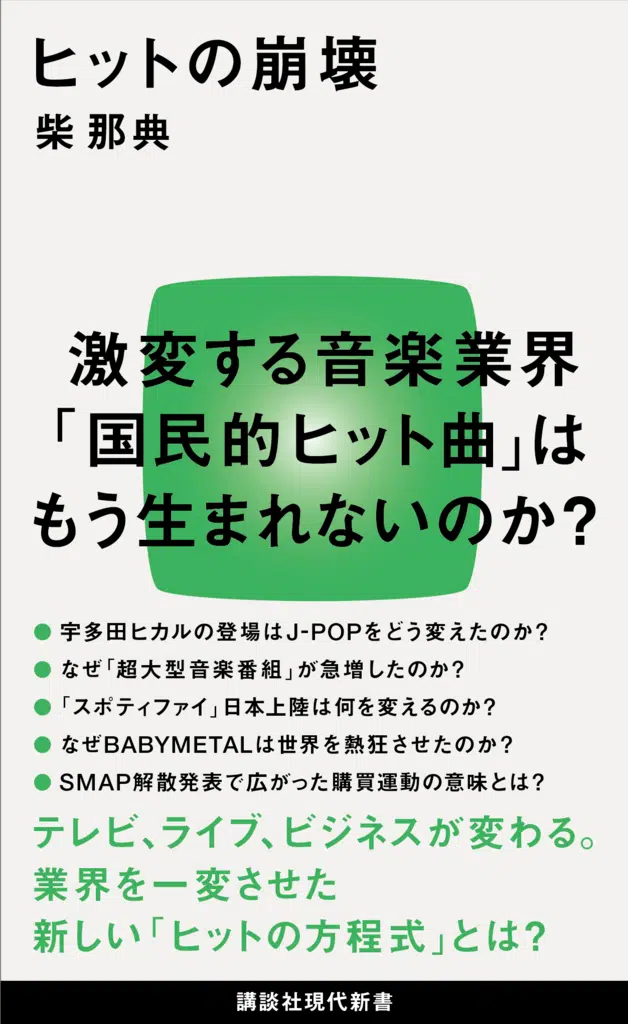 ヒットの崩壊
柴 那典
激変する音楽業界
「国民的ヒット曲」は
もう生まれないのか?
● 宇多田ヒカルの登場はJ-POPをどう変えたのか?
● なぜ「超大型音楽番組」が急増したのか?
● 「スポティファイ」日本上陸は何を変えるのか?
● なぜBABYMETALは世界を熱狂させたのか?
● SMAP解散発表で広がった購買運動の意味とは?
テレビ、ライブ、ビジネスが変わる。
業界を一変させた
新しい「ヒットの方程式」とは?
講談社現代新書